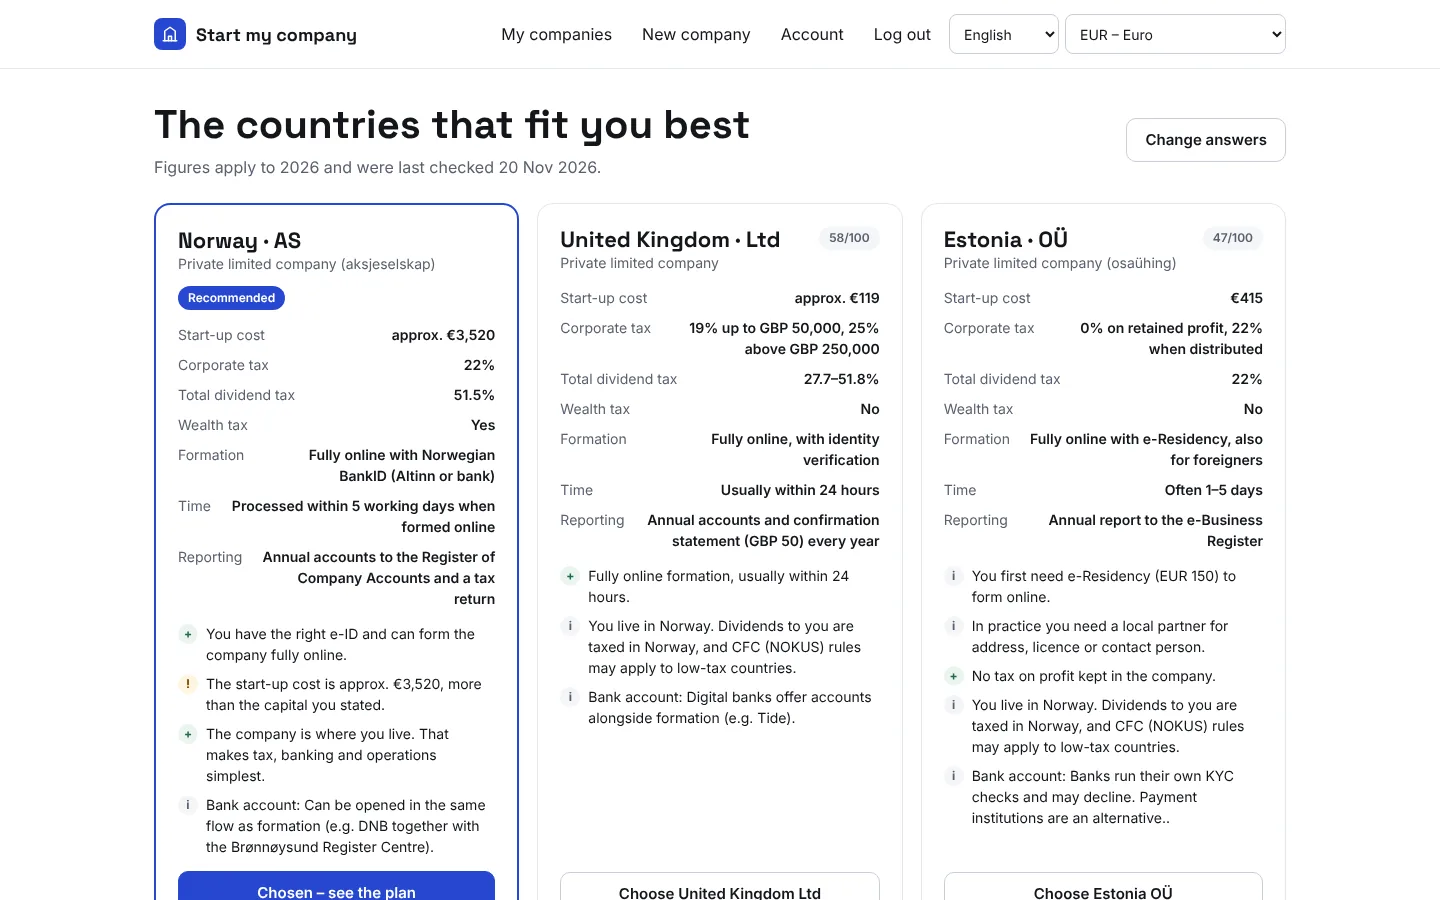 Start my company
My companies
New company
Account
Log out
English
EUR – Euro
The countries that fit you best
Figures apply to 2026 and were last checked 20 Nov 2026.
Change answers
Norway · AS
Private limited company (aksjeselskap)
Recommended
Start-up cost approx. €3,520
Corporate tax 22%
Total dividend tax 51.5%
Wealth tax Yes
Formation Fully online with Norwegian
BankID (Altinn or bank)
Time Processed within 5 working days when
formed online
Reporting Annual accounts to the Register of
Company Accounts and a tax
return
+ You have the right e-ID and can form the
company fully online.
! The start-up cost is approx. €3,520, more
than the capital you stated.
+ The company is where you live. That
makes tax, banking and operations
simplest.
i Bank account: Can be opened in the same
flow as formation (e.g. DNB together with
the Brønnøysund Register Centre).
Chosen – see the plan
United Kingdom · Ltd 58/100
Private limited company
Start-up cost approx. €119
Corporate tax 19% up to GBP 50,000, 25%
above GBP 250,000
Total dividend tax 27.7–51.8%
Wealth tax No
Formation Fully online, with identity
verification
Time Usually within 24 hours
Reporting Annual accounts and confirmation
statement (GBP 50) every year
+ Fully online formation, usually within 24
hours.
i You live in Norway. Dividends to you are
taxed in Norway, and CFC (NOKUS) rules
may apply to low-tax countries.
i Bank account: Digital banks offer accounts
alongside formation (e.g. Tide).
Choose United Kingdom Ltd
Estonia · OÜ 47/100
Private limited company (osaühing)
Start-up cost €415
Corporate tax 0% on retained profit, 22%
when distributed
Total dividend tax 22%
Wealth tax No
Formation Fully online with e-Residency, also
for foreigners
Time Often 1–5 days
Reporting Annual report to the e-Business
Register
i You first need e-Residency (EUR 150) to
form online.
i In practice you need a local partner for
address, licence or contact person.
+ No tax on profit kept in the company.
i You live in Norway. Dividends to you are
taxed in Norway, and CFC (NOKUS) rules
may apply to low-tax countries.
i Bank account: Banks run their own KYC
checks and may decline. Payment
institutions are an alternative..
Choose Estonia OÜ